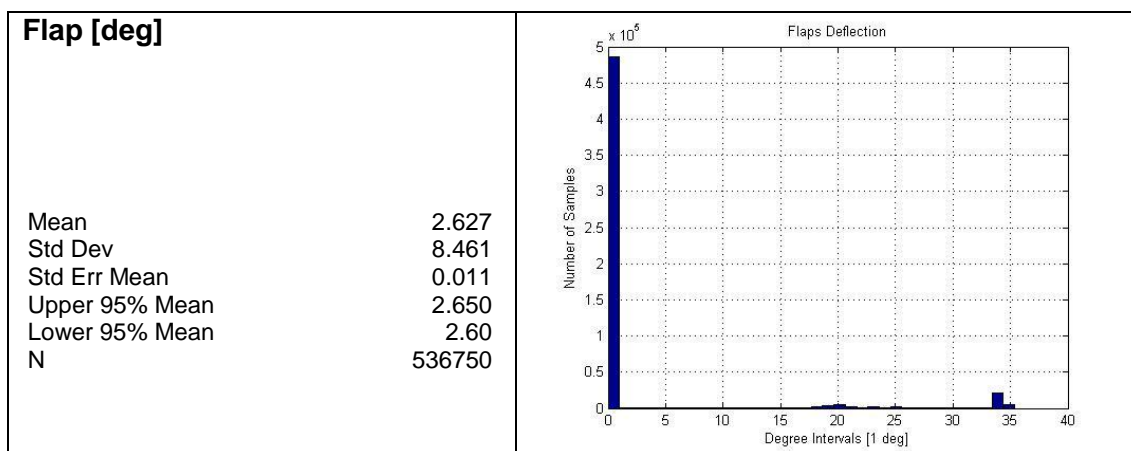 Flap [deg]
Mean 2.627
Std Dev 8.461
Std Err Mean 0.011
Upper 95% Mean 2.650
Lower 95% Mean 2.60
N 536750
Flaps Deflection
x 10^5
5
4.5
4
3.5
3
2.5
2
1.5
1
0.5
0
Number of Samples
0 5 10 15 20 25 30 35 40
Degree Intervals [1 deg]